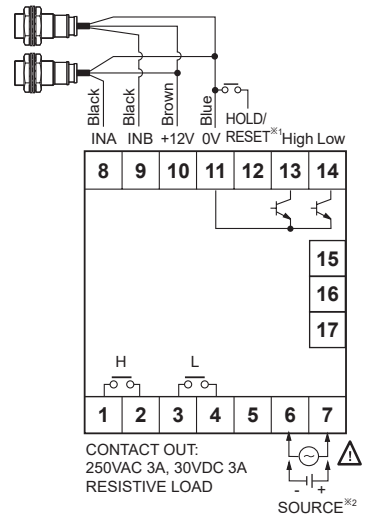 Black
Black
Brown
Blue
HOLD/
RESET※1
INA INB +12V 0V High Low
8 9 10 11 12 13 14
15
16
17
H L
1 2 3 4 5 6 7
CONTACT OUT:
250VAC 3A, 30VDC 3A
RESISTIVE LOAD
- +
SOURCE※2